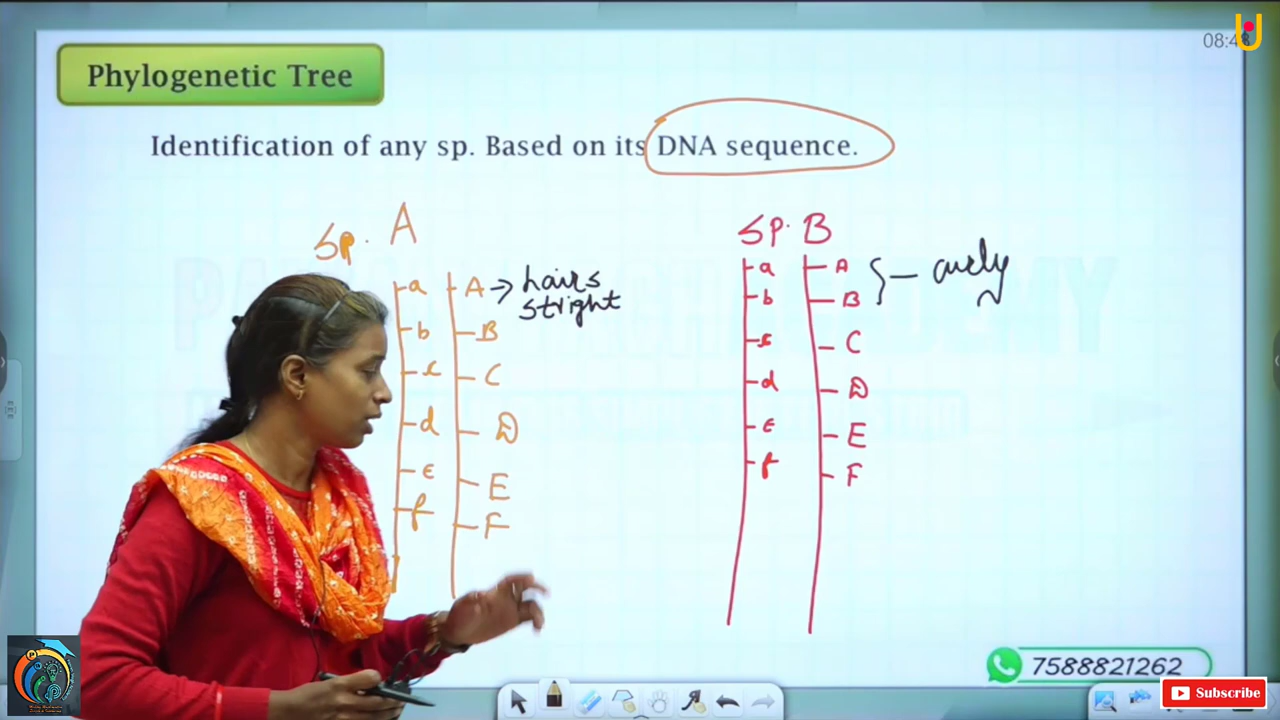 08:43
Phylogenetic Tree
Identification of any sp. Based on its DNA sequence.
Sp. A
a A → hairs
stright
b B
c C
d D
e E
f F
Sp. B
a A
b B } — curly
c C
d D
e E
f F
7588821262
Subscribe